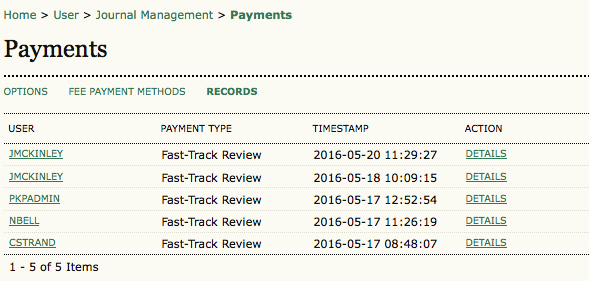 Home > User > Journal Management > Payments
Payments
OPTIONS FEE PAYMENT METHODS RECORDS
USER PAYMENT TYPE TIMESTAMP ACTION
JMCKINLEY Fast-Track Review 2016-05-20 11:29:27 DETAILS
JMCKINLEY Fast-Track Review 2016-05-18 10:09:15 DETAILS
PKPADMIN Fast-Track Review 2016-05-17 12:52:54 DETAILS
NBELL Fast-Track Review 2016-05-17 11:26:19 DETAILS
CSTRAND Fast-Track Review 2016-05-17 08:48:07 DETAILS
1 - 5 of 5 Items